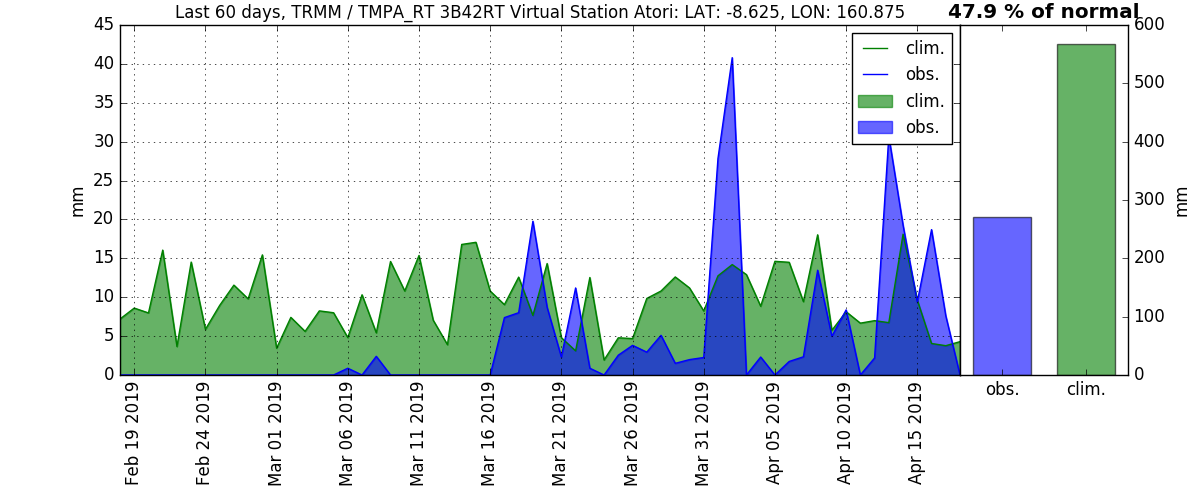 Last 60 days, TRMM / TMPA_RT 3B42RT Virtual Station Atori: LAT: -8.625, LON: 160.875
47.9 % of normal
45
40
35
30
25
20
15
10
5
0
mm
clim.
obs.
clim.
obs.
600
500
400
300
200
100
0
mm
Feb 19 2019
Feb 24 2019
Mar 01 2019
Mar 06 2019
Mar 11 2019
Mar 16 2019
Mar 21 2019
Mar 26 2019
Mar 31 2019
Apr 05 2019
Apr 10 2019
Apr 15 2019
obs.
clim.